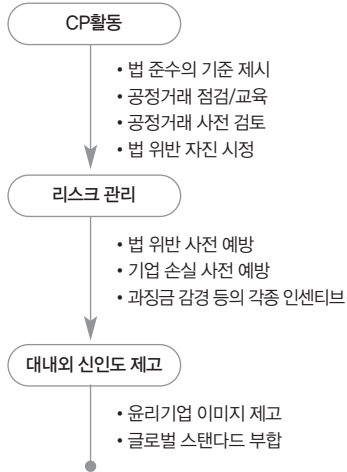 CP활동
• 법 준수의 기준 제시
• 공정거래 점검/교육
• 공정거래 사전 검토
• 법 위반 자진 시정
리스크 관리
• 법 위반 사전 예방
• 기업 손실 사전 예방
• 과징금 감경 등의 각종 인센티브
대내외 신인도 제고
• 윤리기업 이미지 제고
• 글로벌 스탠다드 부합